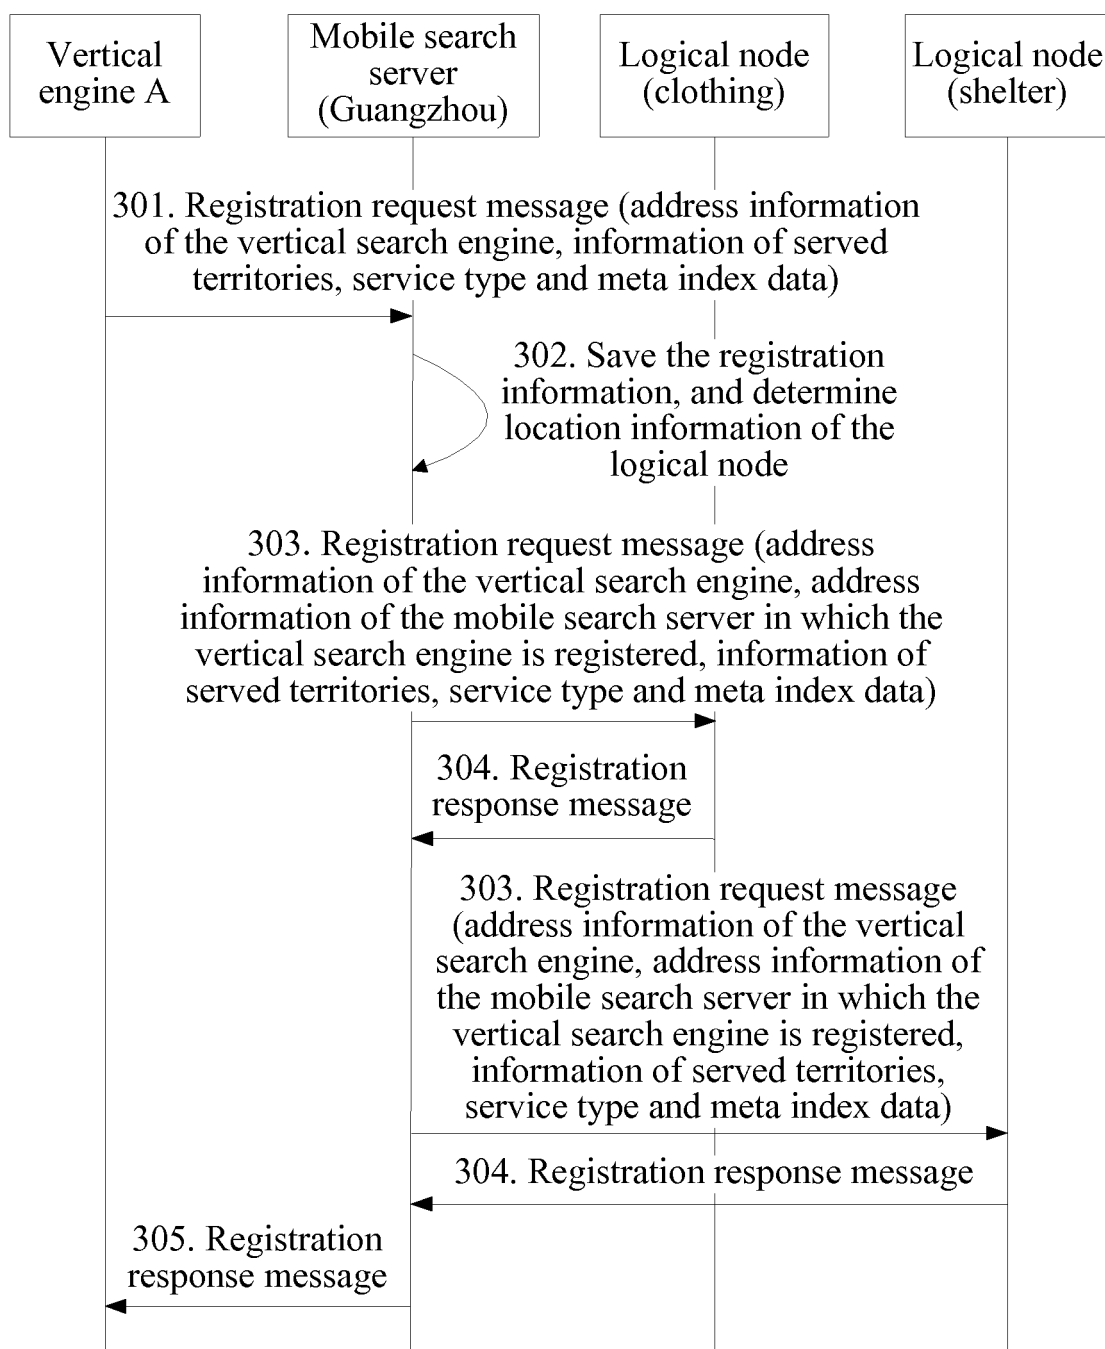 Vertical
engine A
Mobile search
server
(Guangzhou)
Logical node
(clothing)
Logical node
(shelter)
301. Registration request message (address information
of the vertical search engine, information of served
territories, service type and meta index data)
302. Save the registration
information, and determine
location information of the
logical node
303. Registration request message (address
information of the vertical search engine, address
information of the mobile search server in which the
vertical search engine is registered, information of
served territories, service type and meta index data)
304. Registration
response message
303. Registration request message
(address information of the vertical
search engine, address information of
the mobile search server in which the
vertical search engine is registered,
information of served territories,
service type and meta index data)
304. Registration response message
305. Registration
response message